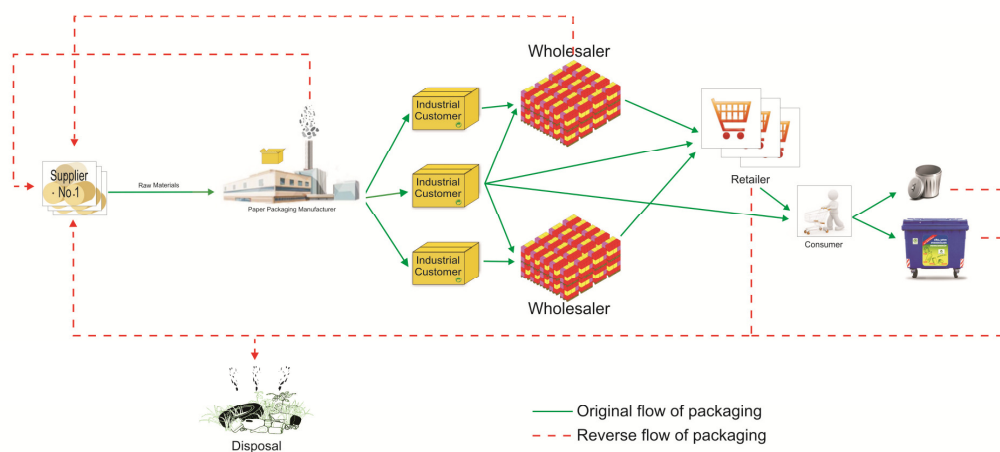 Wholesaler
Industrial
Customer
Supplier
No.1
Raw Materials
Paper Packaging Manufacturer
Industrial
Customer
Retailer
Consumer
Industrial
Customer
Wholesaler
Disposal
Original flow of packaging
Reverse flow of packaging